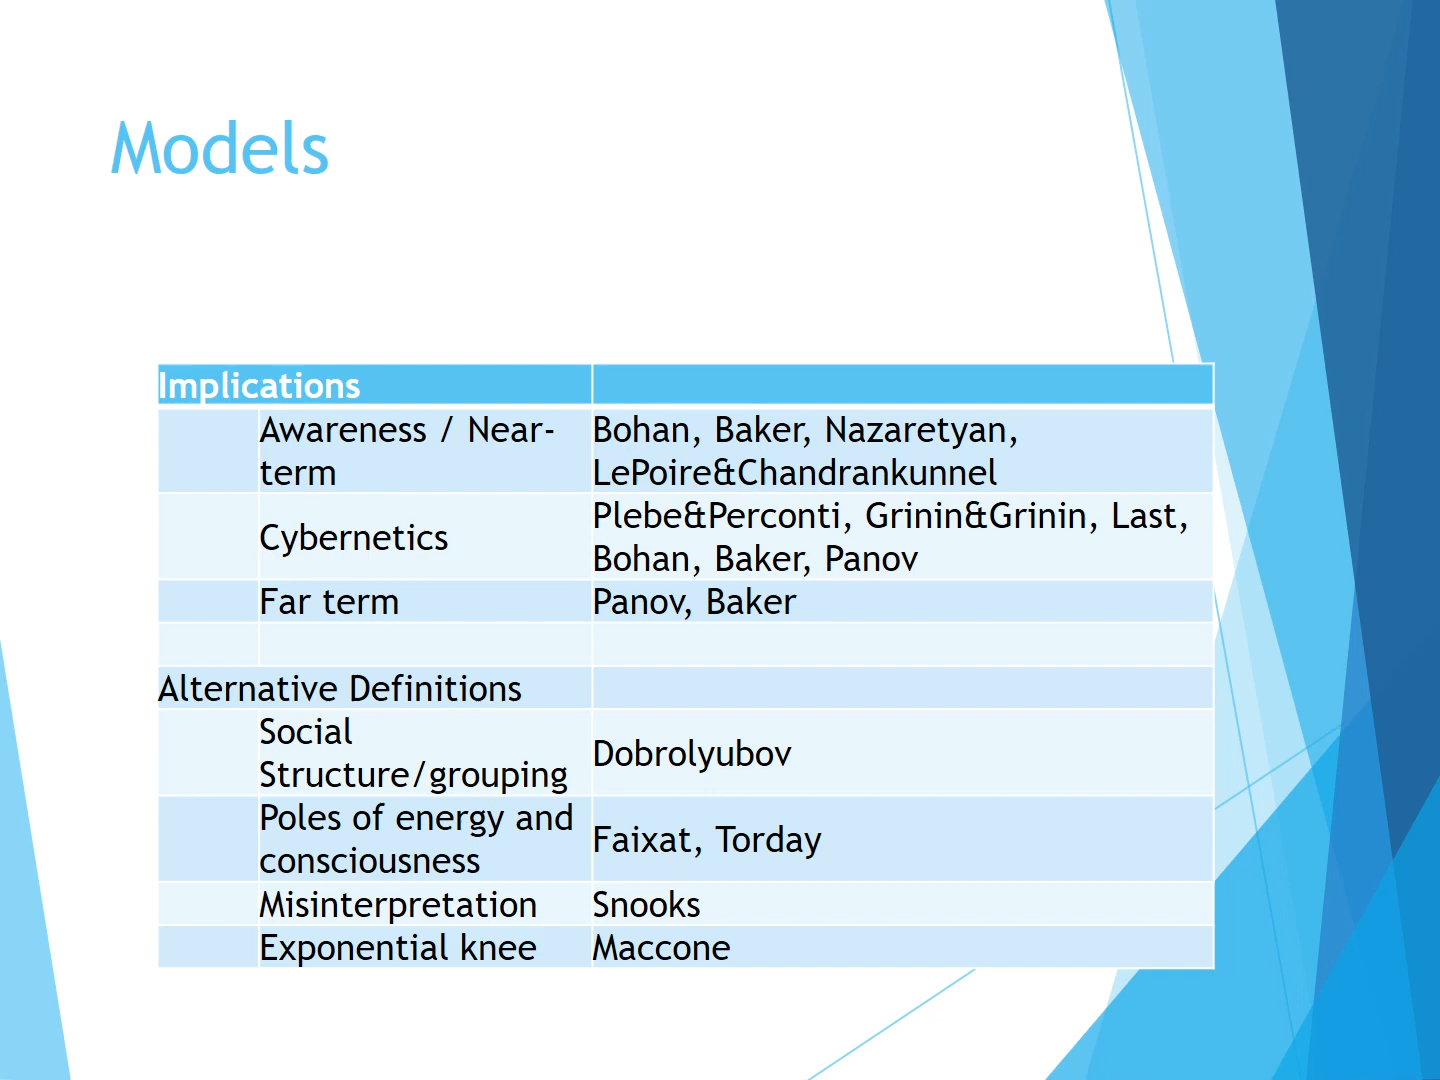 Models
Implications
Awareness / Near-
term
Bohan, Baker, Nazaretyan,
LePoire&Chandrankunnel
Cybernetics
Plebe&Perconti, Grinin&Grinin, Last,
Bohan, Baker, Panov
Far term
Panov, Baker
Alternative Definitions
Social
Structure/grouping
Dobrolyubov
Poles of energy and
consciousness
Faixat, Torday
Misinterpretation
Snooks
Exponential knee
Maccone